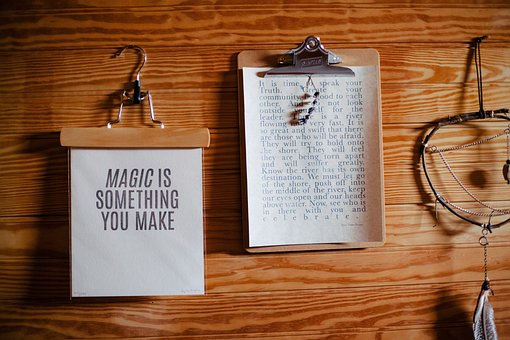 MAGIC IS
SOMETHING
YOU MAKE
It is time speak your
Truth. your
community. good to each
other. not look
outside yourself for the
leader. is a river
flowing very fast. It is
so great and swift that there
are those who will be afraid.
They will try to hold onto
the shore. They will feel
they are being torn apart
and will suffer greatly.
Know the river has its own
destination. We must let go
of the shore, push off into
the middle of the river, keep
our eyes open and our heads
above water. Now, see who is
in there with you and
celebrate.